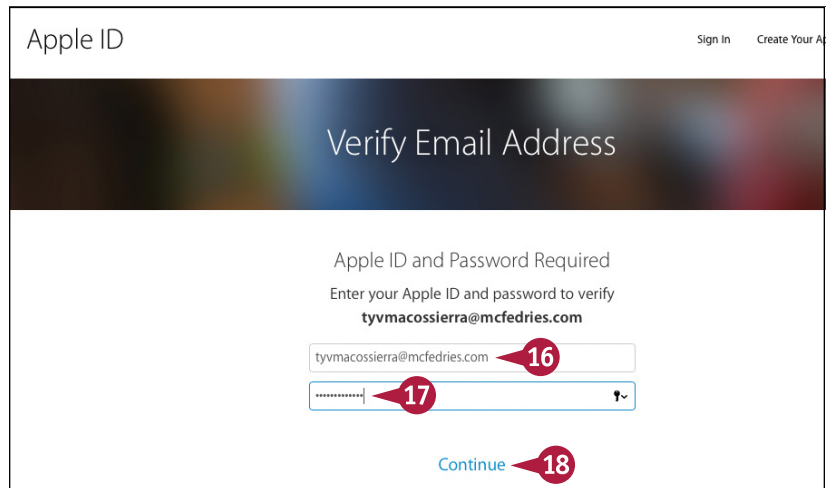 Apple ID
Sign In Create Your
Verify Email Address
Apple ID and Password Required
Enter your Apple ID and password to verify
tyvmacossierra@mcfedries.com
tyvmacossierra@mcfedries.com 16
•••••••••••••| 17
Continue 18